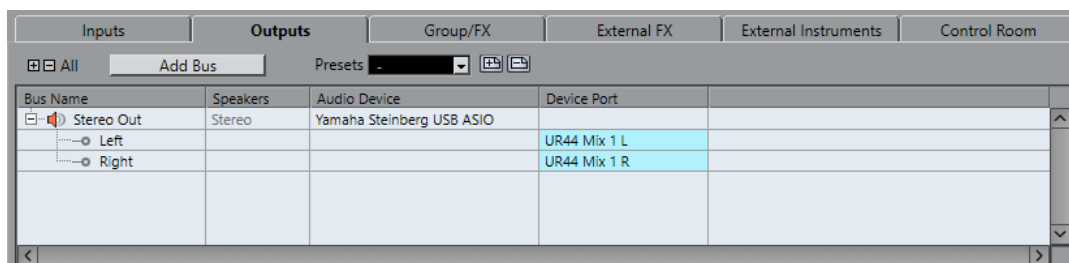 Inputs Outputs Group/FX External FX External Instruments Control Room
All Add Bus Presets -
Bus Name Speakers Audio Device Device Port
Stereo Out Stereo Yamaha Steinberg USB ASIO
Left UR44 Mix 1 L
Right UR44 Mix 1 R